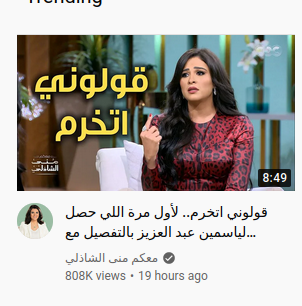 Trending
قولوني
اتخرم
معكم
منى
الشاذلي
8:49
قولوني اتخرم.. لأول مرة اللي حصل
لياسمين عبد العزيز بالتفصيل مع...
معكم منى الشاذلي
808K views • 19 hours ago